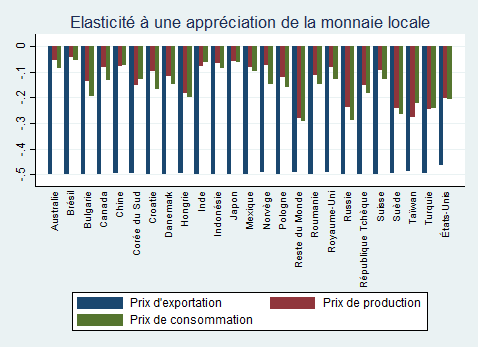 Elasticité à une appréciation de la monnaie locale
0
-.1
-.2
-.3
-.4
-.5
Australie
Brésil
Bulgarie
Canada
Chine
Corée du Sud
Croatie
Danemark
Hongrie
Inde
Indonésie
Japon
Mexique
Norvège
Pologne
Reste du Monde
Roumanie
Royaume-Uni
Russie
République Tchèque
Suisse
Suède
Taiwan
Turquie
États-Unis
Prix d'exportation
Prix de production
Prix de consommation